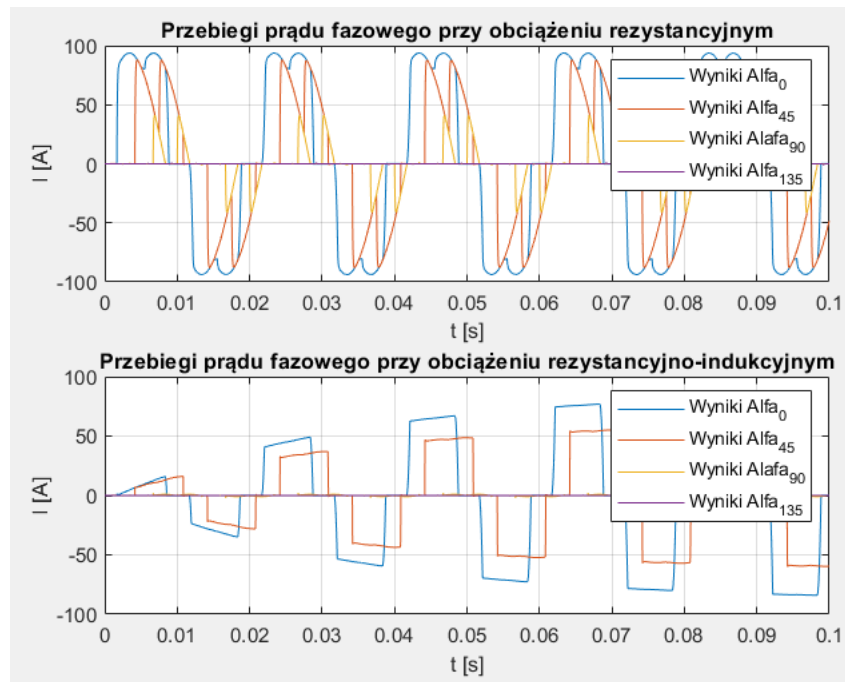 Przebiegi prądu fazowego przy obciążeniu rezystancyjnym
100
50
0
-50
-100
I [A]
Wyniki Alfa0
Wyniki Alfa45
Wyniki Alafa90
Wyniki Alfa135
0 0.01 0.02 0.03 0.04 0.05 0.06 0.07 0.08 0.09 0.1
t [s]
Przebiegi prądu fazowego przy obciążeniu rezystancyjno-indukcyjnym
100
50
0
-50
-100
I [A]
Wyniki Alfa0
Wyniki Alfa45
Wyniki Alafa90
Wyniki Alfa135
0 0.01 0.02 0.03 0.04 0.05 0.06 0.07 0.08 0.09 0.1
t [s]